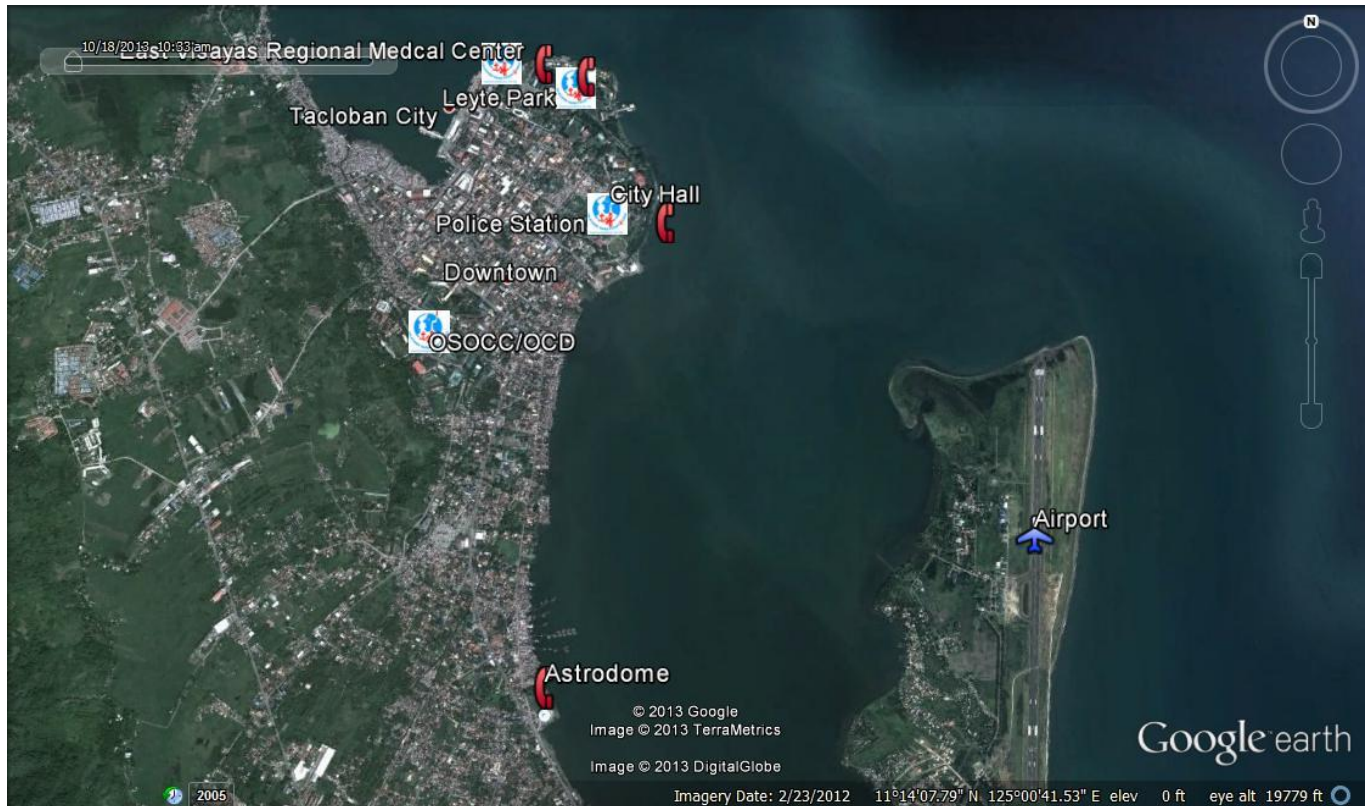 10/18/2013 10:33 am
East Visayas Regional Medcal Center
N
Leyte Park
Tacloban City
City Hall
Police Station
Downtown
OSOCC/OCD
Airport
Astrodome
© 2013 Google
Image © 2013 TerraMetrics
Image © 2013 DigitalGlobe
Google earth
2005
Imagery Date: 2/23/2012 11°14'07.79" N 125°00'41.53" E elev 0 ft eye alt 19779 ft